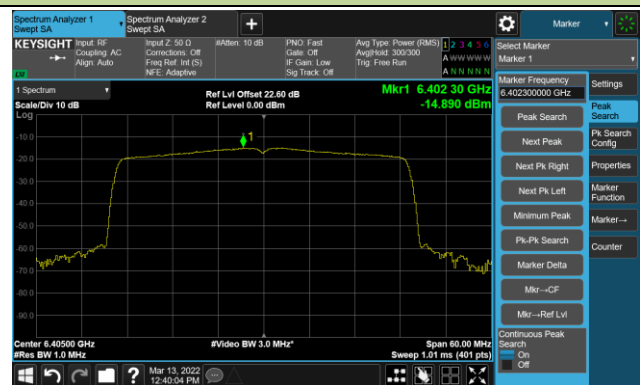 Spectrum Analyzer 1
Swept SA
Spectrum Analyzer 2
Swept SA
+
Marker
KEYSIGHT
Input: RF
Coupling: AC
Align: Auto
Input Z: 50 Ω
Corrections: Off
Freq Ref: Int (S)
NFE: Adaptive
#Atten: 10 dB
PNO: Fast
Gate: Off
IF Gain: Low
Sig Track: Off
Avg Type: Power (RMS)
Avg|Hold: 300/300
Trig: Free Run
1 2 3 4 5 6
A W W W W W
A N N N N N
LXI
Select Marker
Marker 1
1 Spectrum
Scale/Div 10 dB
Log
Ref Lvl Offset 22.60 dB
Ref Level 0.00 dBm
Mkr1 6.402 30 GHz
-14.890 dBm
-10.0
-20.0
-30.0
-40.0
-50.0
-60.0
-70.0
-80.0
-90.0
1
Center 6.40500 GHz
#Res BW 1.0 MHz
#Video BW 3.0 MHz*
Span 60.00 MHz
Sweep 1.01 ms (401 pts)
Marker Frequency
6.402300000 GHz
Peak Search
Next Peak
Next Pk Right
Next Pk Left
Minimum Peak
Pk-Pk Search
Marker Delta
Mkr→CF
Mkr→Ref Lvl
Continuous Peak
Search
On
Off
Settings
Peak
Search
Pk Search
Config
Properties
Marker
Function
Marker→
Counter
?
Mar 13, 2022
12:40:04 PM